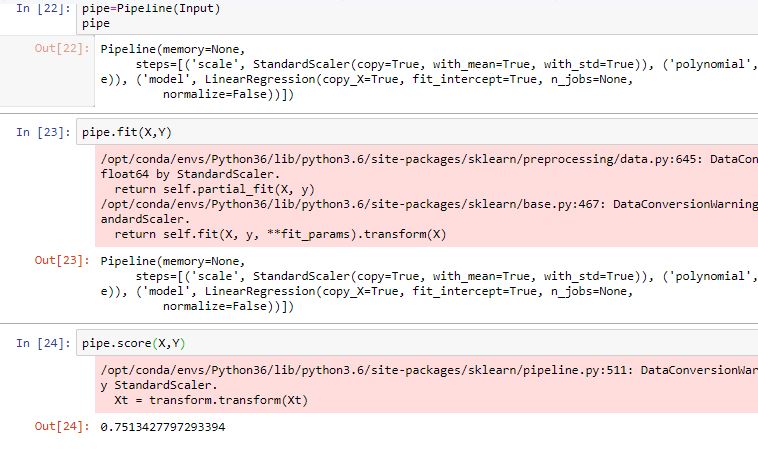 In [22]: pipe=Pipeline(Input)
pipe
Out[22]: Pipeline(memory=None,
steps=[('scale', StandardScaler(copy=True, with_mean=True, with_std=True)), ('polynomial',
e)), ('model', LinearRegression(copy_X=True, fit_intercept=True, n_jobs=None,
normalize=False))])
In [23]: pipe.fit(X,Y)
/opt/conda/envs/Python36/lib/python3.6/site-packages/sklearn/preprocessing/data.py:645: DataCon
float64 by StandardScaler.
return self.partial_fit(X, y)
/opt/conda/envs/Python36/lib/python3.6/site-packages/sklearn/base.py:467: DataConversionWarning
andardScaler.
return self.fit(X, y, **fit_params).transform(X)
Out[23]: Pipeline(memory=None,
steps=[('scale', StandardScaler(copy=True, with_mean=True, with_std=True)), ('polynomial',
e)), ('model', LinearRegression(copy_X=True, fit_intercept=True, n_jobs=None,
normalize=False))])
In [24]: pipe.score(X,Y)
/opt/conda/envs/Python36/lib/python3.6/site-packages/sklearn/pipeline.py:511: DataConversionWar
y StandardScaler.
Xt = transform.transform(Xt)
Out[24]: 0.7513427797293394